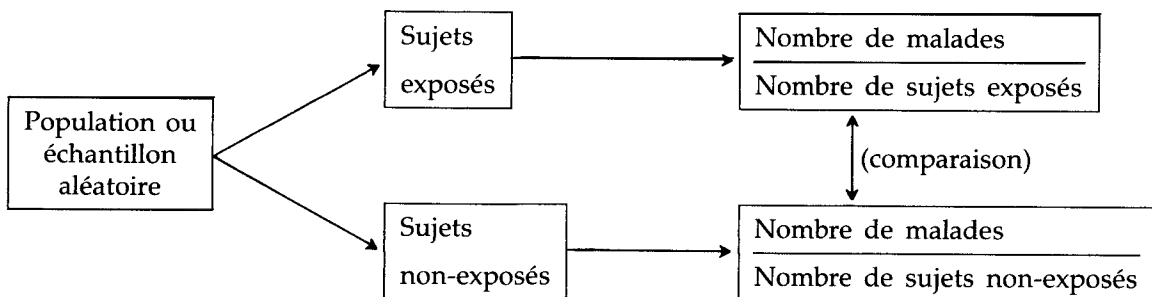 Sujets
exposés
Nombre de malades
Nombre de sujets exposés
Population ou
échantillon
aléatoire
(comparaison)
Sujets
non-exposés
Nombre de malades
Nombre de sujets non-exposés